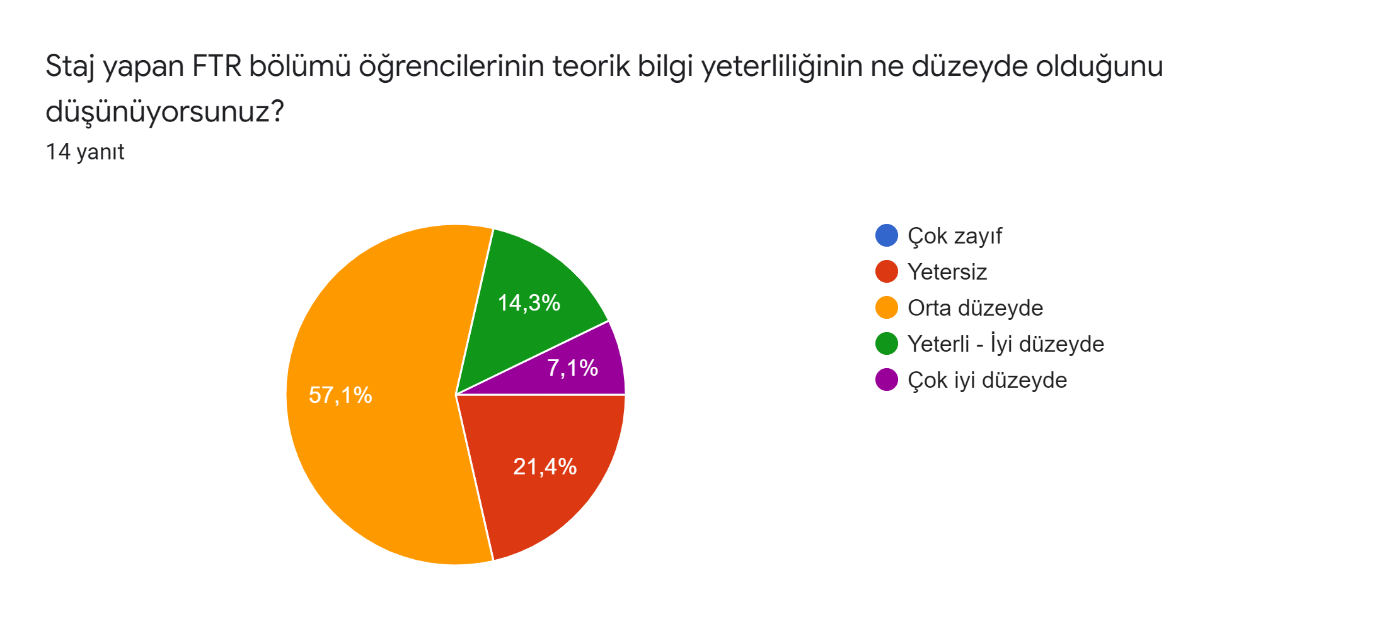 Staj yapan FTR bölümü öğrencilerinin teorik bilgi yeterliliğinin ne düzeyde olduğunu
düşünüyorsunuz?
14 yanıt
14,3%
7,1%
57,1%
21,4%
Çok zayıf
Yetersiz
Orta düzeyde
Yeterli - İyi düzeyde
Çok iyi düzeyde